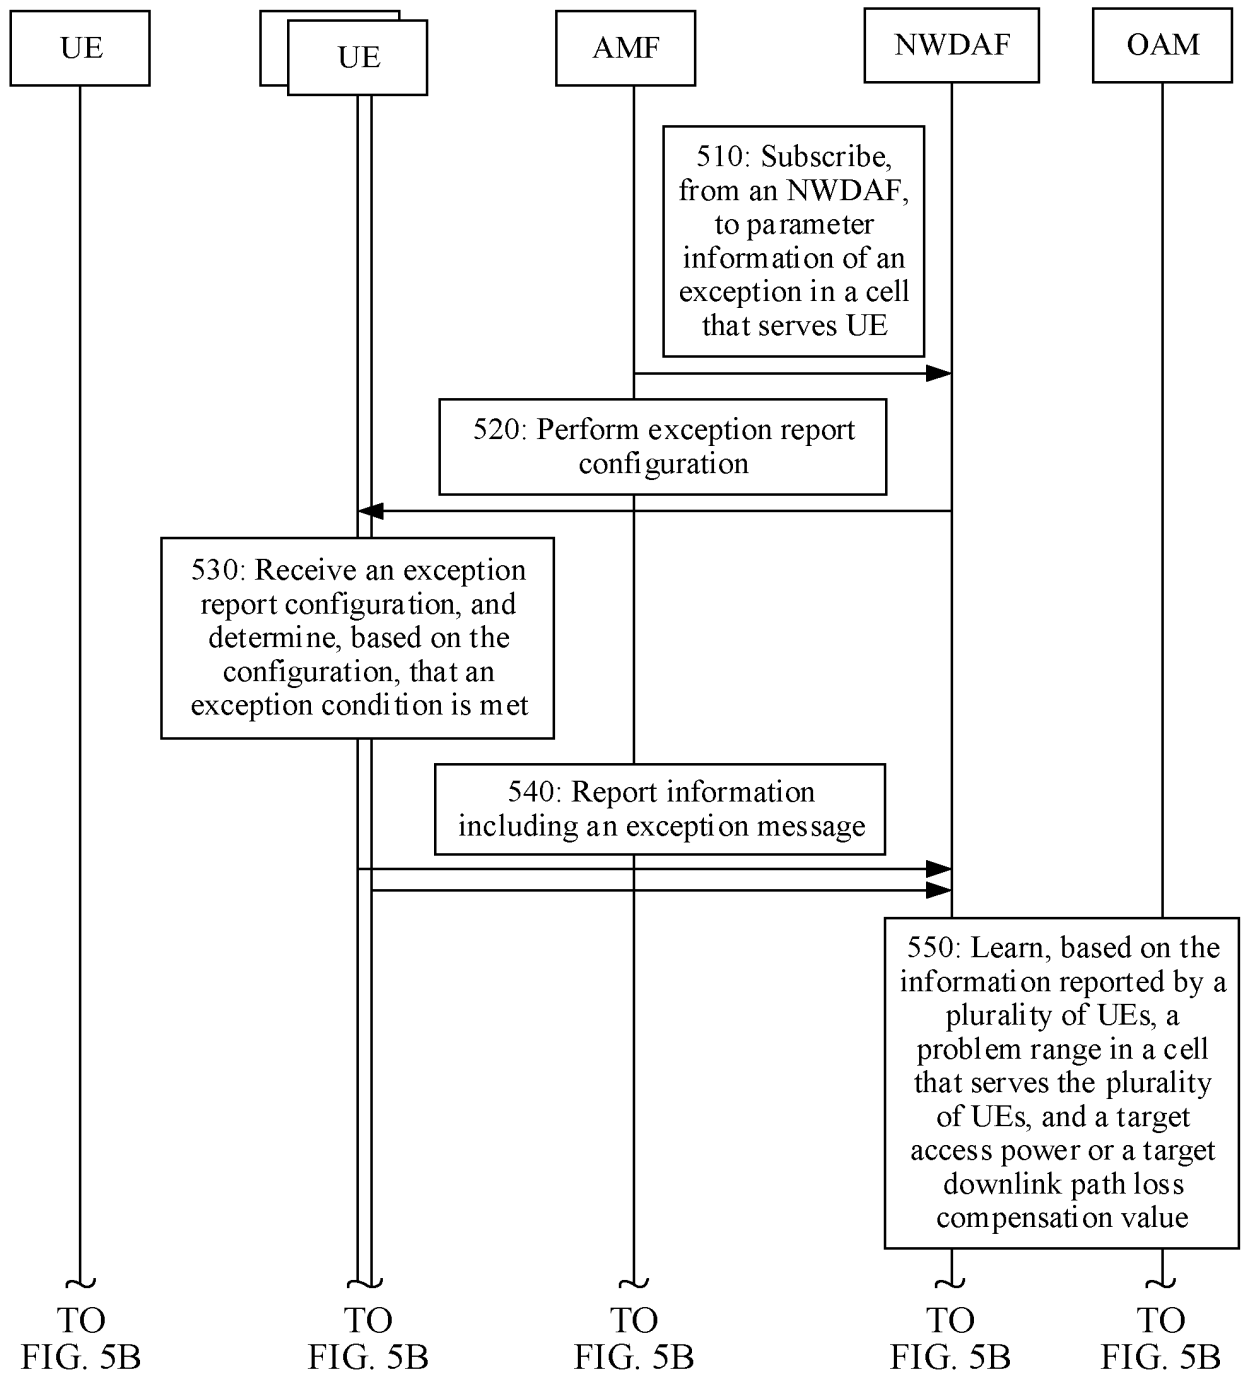 UE
UE
AMF
NWDAF
OAM
510: Subscribe,
from an NWDAF,
to parameter
information of an
exception in a cell
that serves UE
520: Perform exception report
configuration
530: Receive an exception
report configuration, and
determine, based on the
configuration, that an
exception condition is met
540: Report information
including an exception message
550: Learn, based on the
information reported by a
plurality of UEs, a
problem range in a cell
that serves the plurality
of UEs, and a target
access power or a target
downlink path loss
compensation value
TO
FIG. 5B
TO
FIG. 5B
TO
FIG. 5B
TO
FIG. 5B
TO
FIG. 5B